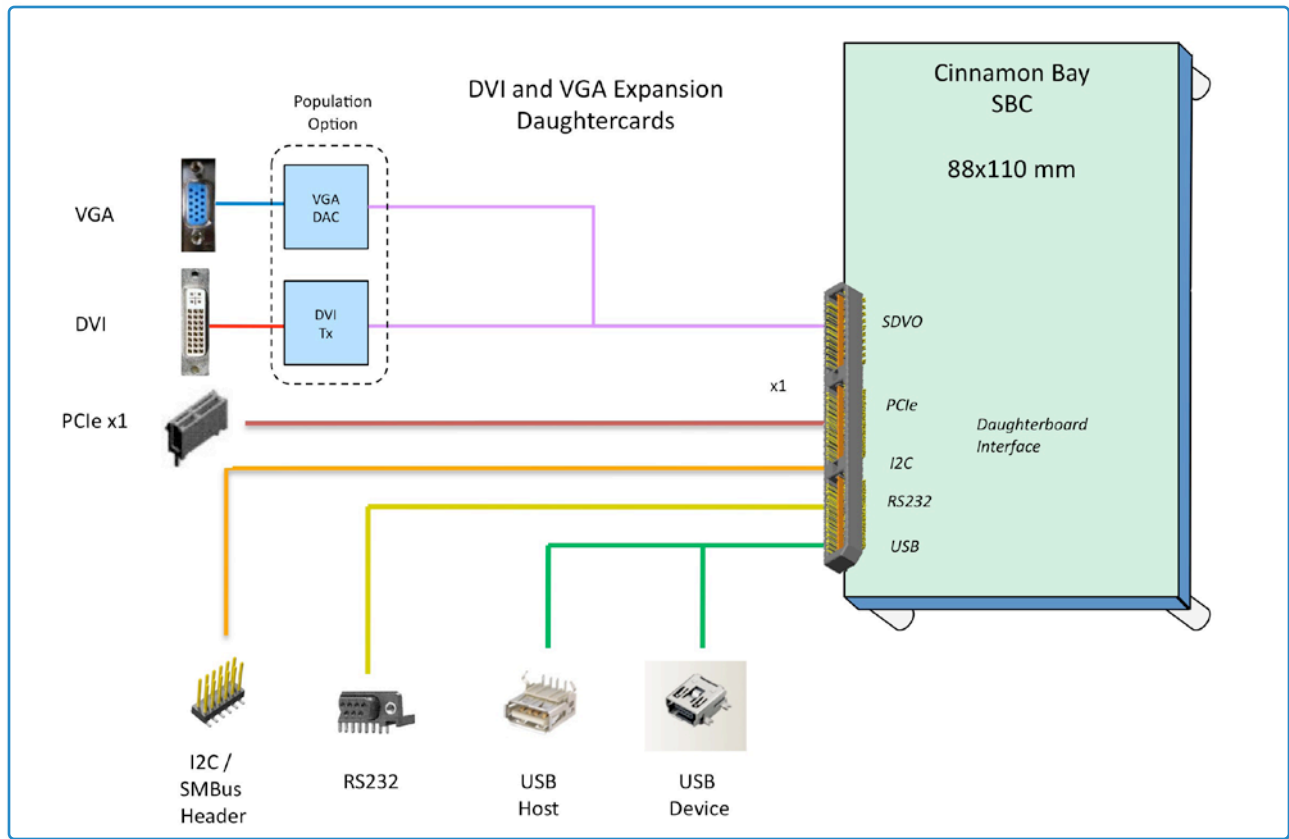 DVI and VGA Expansion
Daughtercards
Cinnamon Bay
SBC
88x110 mm
Population
Option
VGA
VGA
DAC
DVI
DVI
Tx
SDVO
x1
PCIe x1
PCIe
Daughterboard
Interface
I2C
RS232
USB
I2C /
SMBus
Header
RS232
USB
Host
USB
Device